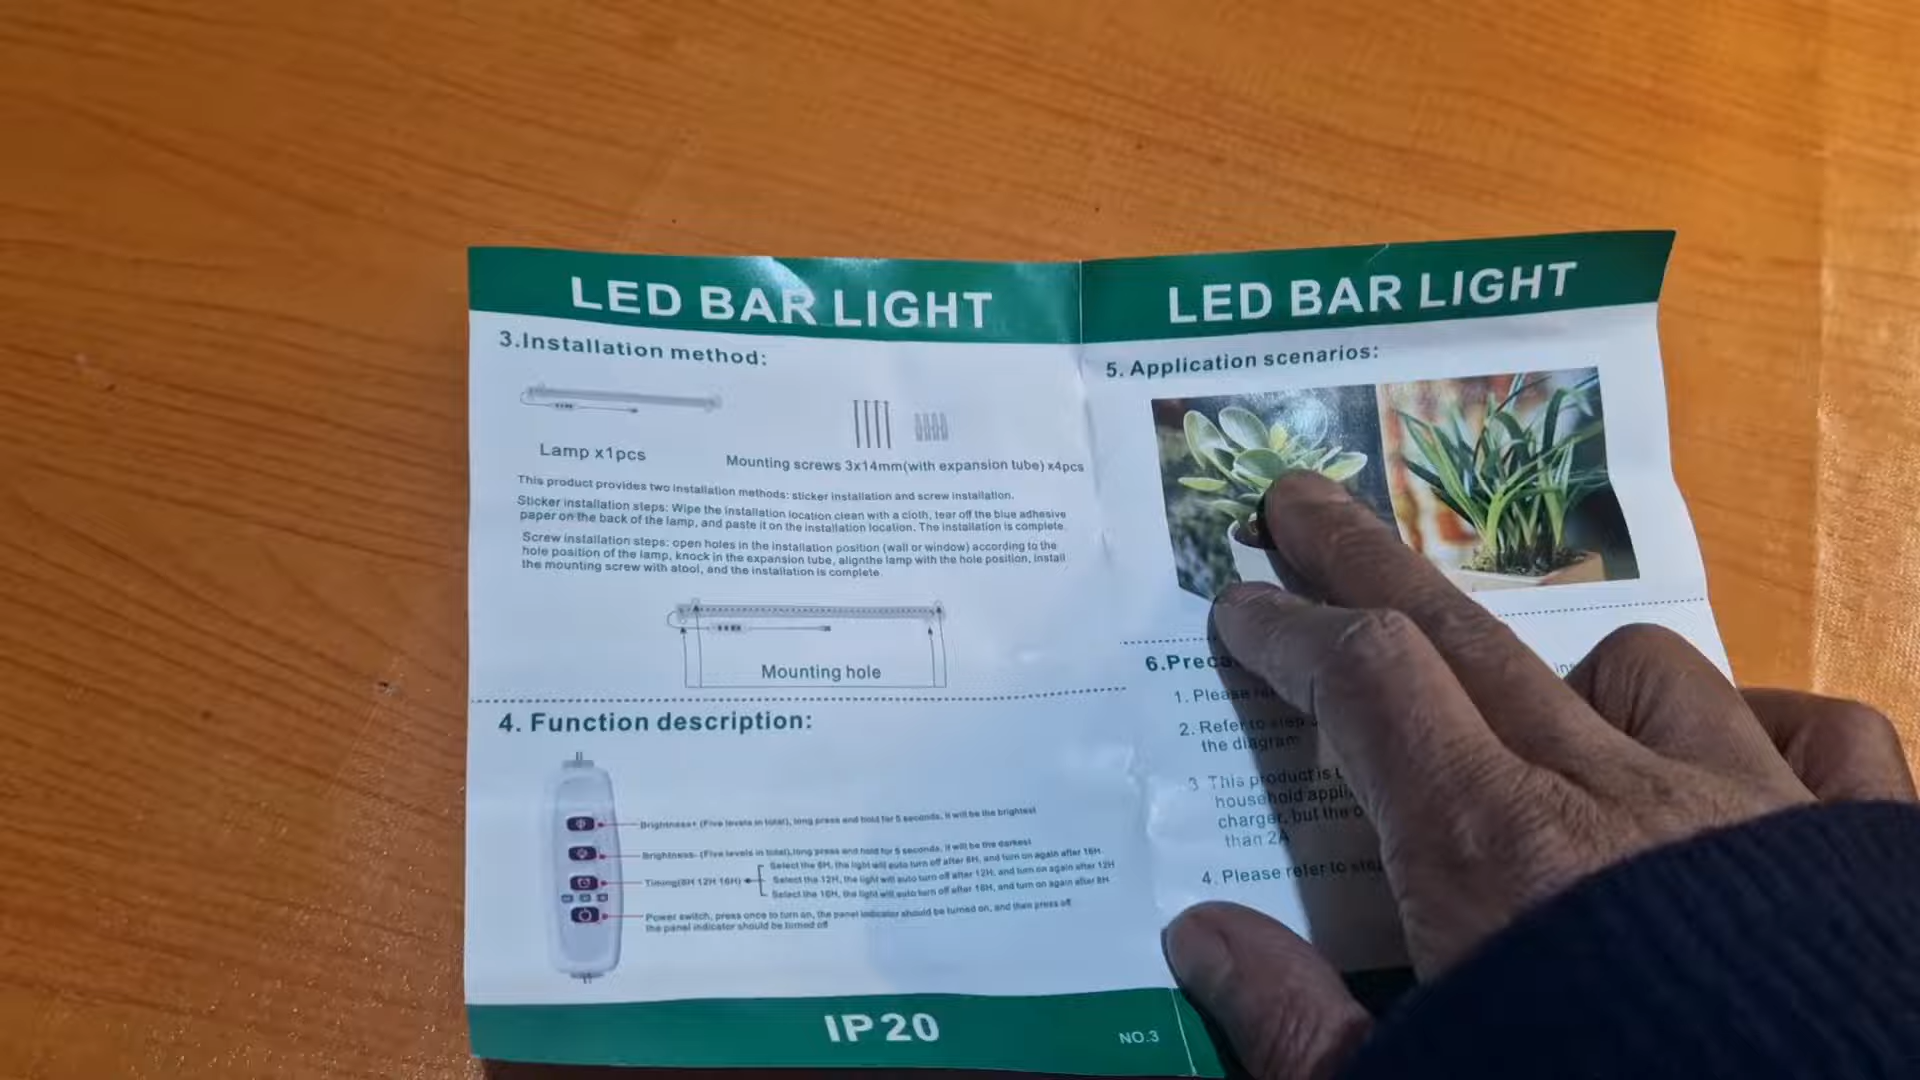 LED BAR LIGHT
3.Installation method:
Lamp x1pcs
Mounting screws 3x14mm(with expansion tube) x4pcs
This product provides two installation methods: sticker installation and screw installation.
Sticker installation steps: Wipe the installation location clean with a cloth, tear off the blue adhesive
paper on the back of the lamp, and paste it on the installation location. The installation is complete.
Screw installation steps: open holes in the installation position (wall or window) according to the
hole position of the lamp, knock in the expansion tube, alignthe lamp with the hole position, install
the mounting screw with atool, and the installation is complete.
Mounting hole
4. Function description:
Brightness+ (Five levels in total), long press and hold for 5 seconds, it will be the brightest
Brightness- (Five levels in total),long press and hold for 5 seconds, it will be the darkest
Timing(8H 12H 16H)
Select the 8H, the light will auto turn off after 8H, and turn on again after 16H
Select the 12H, the light will auto turn off after 12H, and turn on again after 12H
Select the 16H, the light will auto turn off after 16H, and turn on again after 8H
Power switch, press once to turn on, the panel indicator should be turned on, and then press off
the panel indicator should be turned off
IP20
NO.3
LED BAR LIGHT
5. Application scenarios:
6.Preca
1. Please
2. Refer to step
the diagram
3 This product is
household appli
charger, but the
than 2A
4. Please refer to